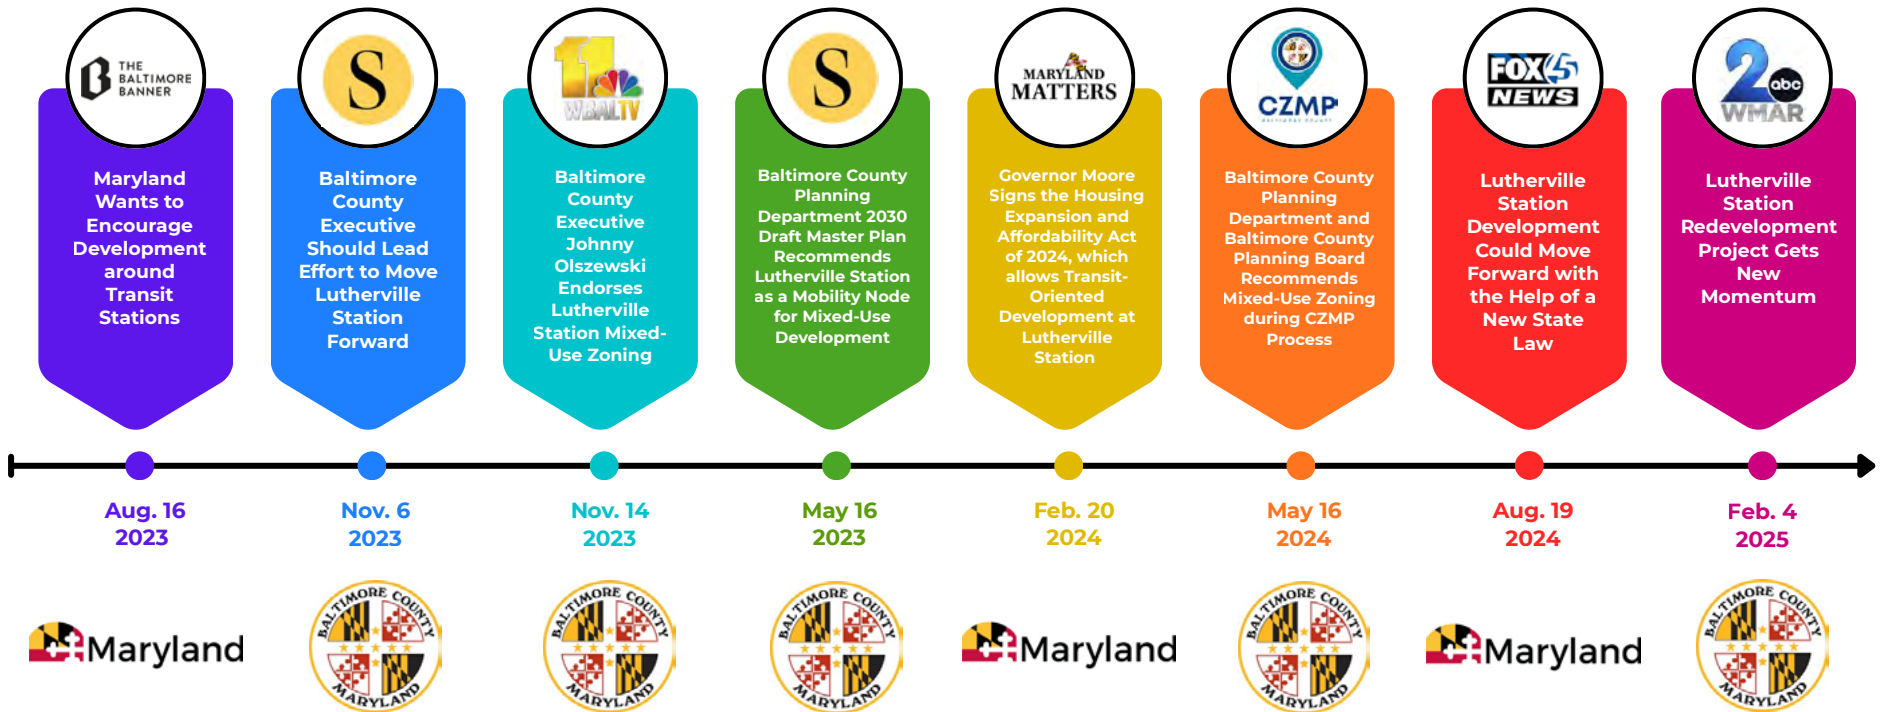 THE
BALTIMORE
BANNER
Maryland
Wants to
Encourage
Development
around
Transit
Stations
Aug. 16
2023
Maryland
S
Baltimore
County
Executive
Should Lead
Effort to Move
Lutherville
Station
Forward
Nov. 6
2023
BALTIMORE COUNTY
MARYLAND
11
WBALTV
Baltimore
County
Executive
Johnny
Olszewski
Endorses
Lutherville
Station Mixed-
Use Zoning
Nov. 14
2023
BALTIMORE COUNTY
MARYLAND
S
Baltimore County
Planning
Department 2030
Draft Master Plan
Recommends
Lutherville Station
as a Mobility Node
for Mixed-Use
Development
May 16
2023
BALTIMORE COUNTY
MARYLAND
MARYLAND
MATTERS
Governor Moore
Signs the Housing
Expansion and
Affordability Act
of 2024, which
allows Transit-
Oriented
Development at
Lutherville
Station
Feb. 20
2024
Maryland
CZMP
BALTIMORE COUNTY
Baltimore County
Planning
Department and
Baltimore County
Planning Board
Recommends
Mixed-Use Zoning
during CZMP
Process
May 16
2024
BALTIMORE COUNTY
MARYLAND
FOX45
NEWS
Lutherville
Station
Development
Could Move
Forward with
the Help of a
New State
Law
Aug. 19
2024
Maryland
2 abc
WMAR
Lutherville
Station
Redevelopment
Project Gets
New
Momentum
Feb. 4
2025
BALTIMORE COUNTY
MARYLAND